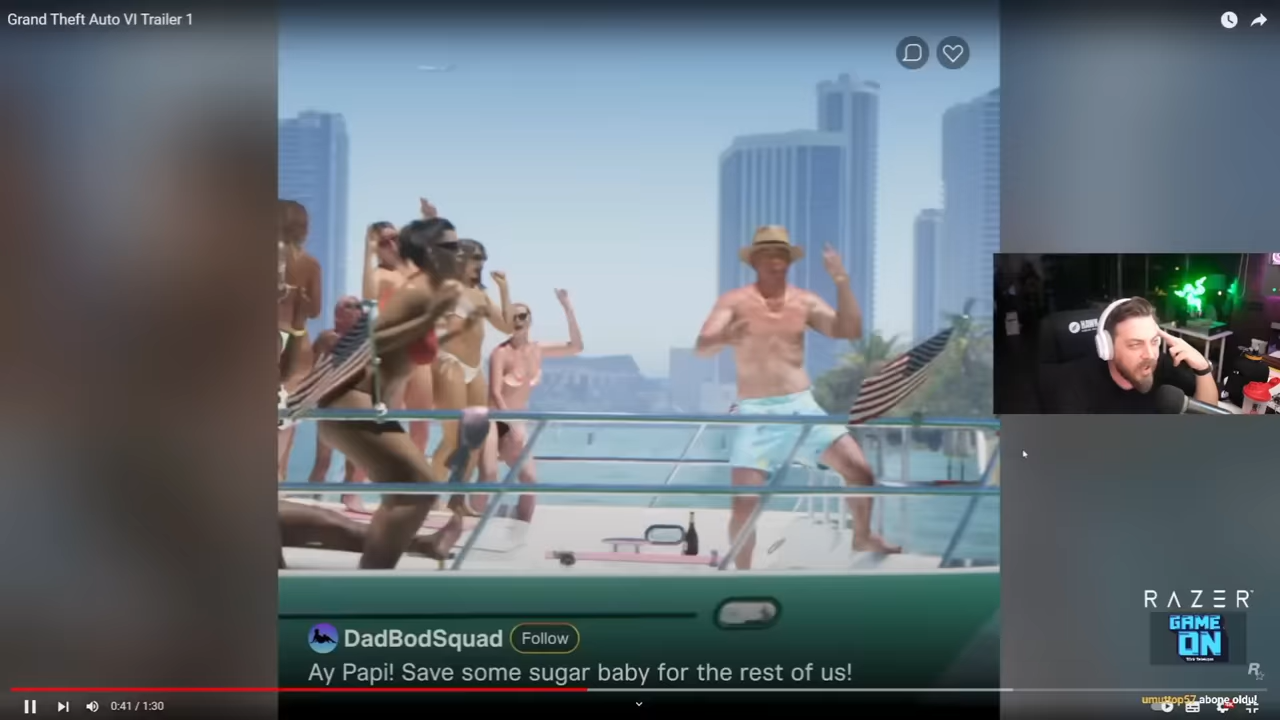 Grand Theft Auto VI Trailer 1
DadBodSquad Follow
Ay Papi! Save some sugar baby for the rest of us!
RAZER
GAME
ON
0:41 / 1:30
umuttop57 abone oldu!